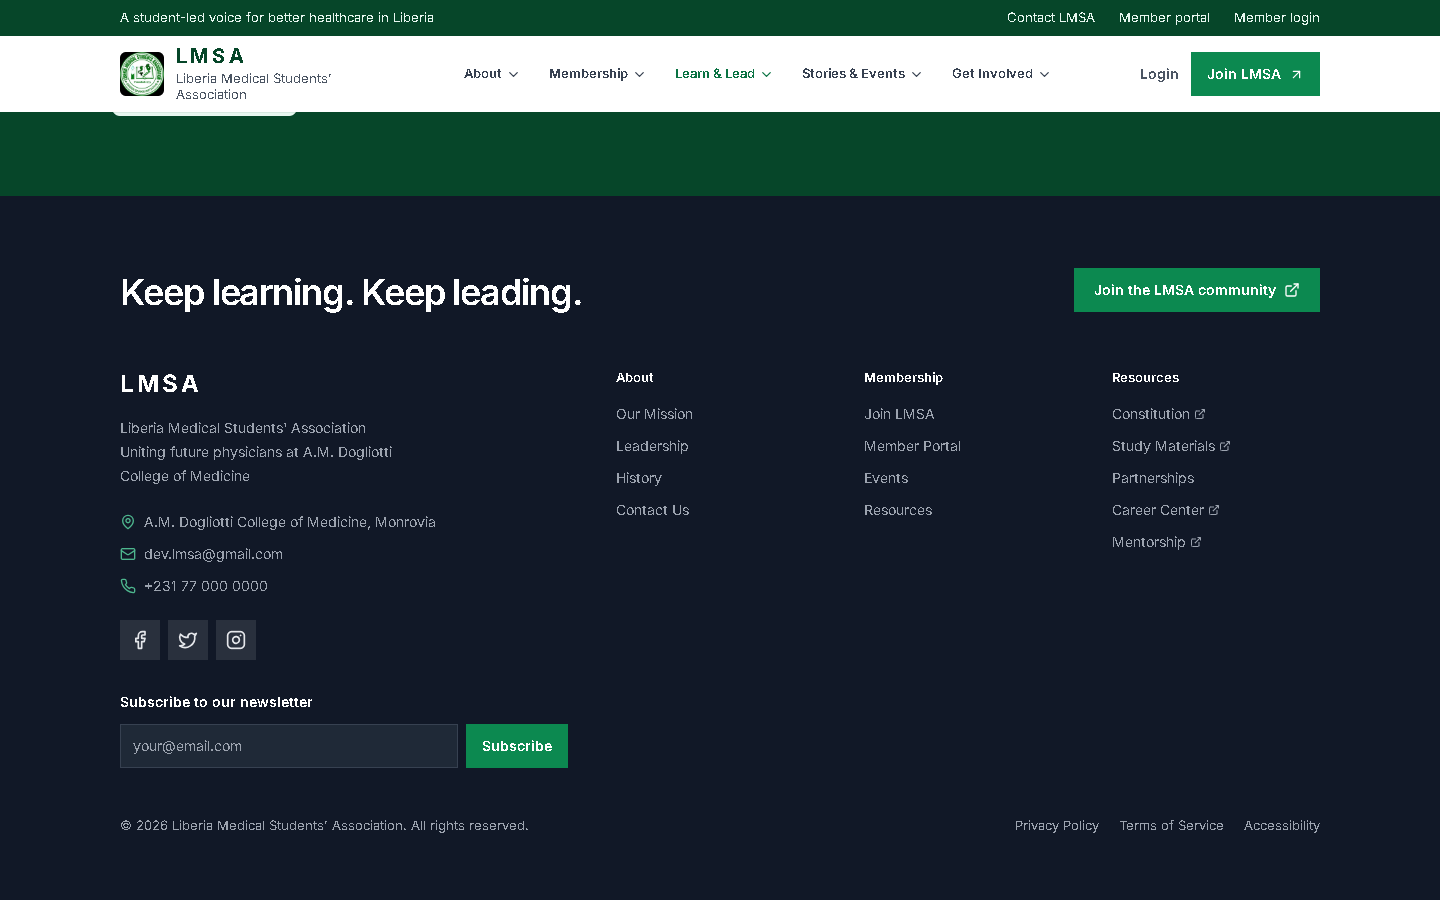 A student-led voice for better healthcare in Liberia
Contact LMSA
Member portal
Member login
LMSA
Liberia Medical Students'
Association
About
Membership
Learn & Lead
Stories & Events
Get Involved
Login
Join LMSA
Keep learning. Keep leading.
Join the LMSA community
LMSA
Liberia Medical Students' Association
Uniting future physicians at A.M. Dogliotti
College of Medicine
A.M. Dogliotti College of Medicine, Monrovia
dev.lmsa@gmail.com
+231 77 000 0000
Subscribe to our newsletter
your@email.com
Subscribe
About
Our Mission
Leadership
History
Contact Us
Membership
Join LMSA
Member Portal
Events
Resources
Resources
Constitution
Study Materials
Partnerships
Career Center
Mentorship
© 2026 Liberia Medical Students' Association. All rights reserved.
Privacy Policy
Terms of Service
Accessibility